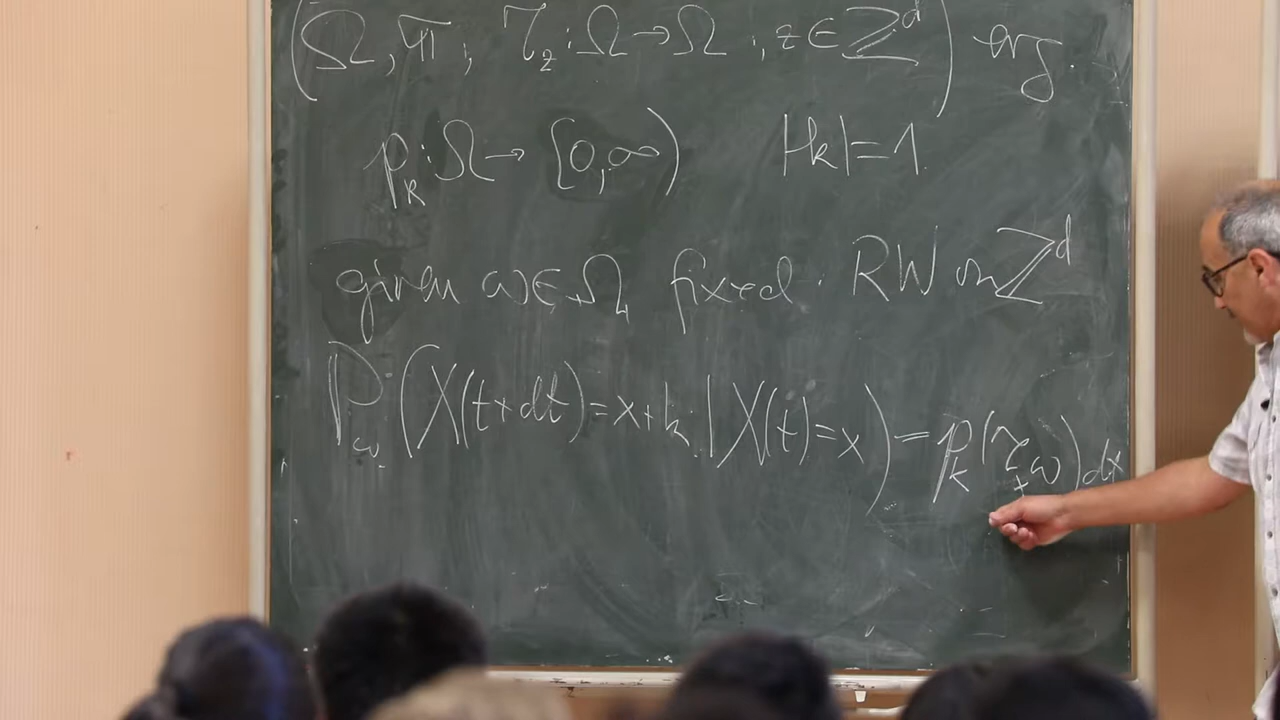 (Ω, π, τ_z : Ω → Ω ; z ∈ ℤ^d) erg.
p_k : Ω → [0, ∞) |k| = 1.
given ω ∈ Ω fixed : RW on ℤ^d
P_ω (X(t+dt) = x+k | X(t) = x) = p_k(τ_x ω) dt